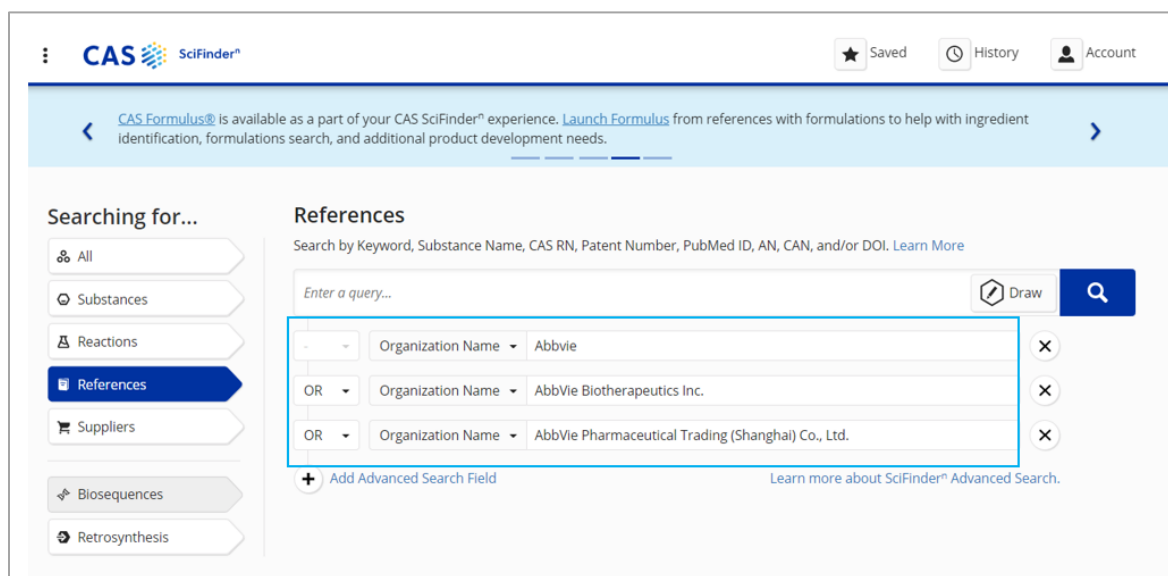 CAS SciFinderⁿ
Saved
History
Account
CAS Formulus® is available as a part of your CAS SciFinderⁿ experience. Launch Formulus from references with formulations to help with ingredient
identification, formulations search, and additional product development needs.
Searching for...
All
Substances
Reactions
References
Suppliers
Biosequences
Retrosynthesis
References
Search by Keyword, Substance Name, CAS RN, Patent Number, PubMed ID, AN, CAN, and/or DOI. Learn More
Enter a query...
Draw
- Organization Name Abbvie
OR Organization Name AbbVie Biotherapeutics Inc.
OR Organization Name AbbVie Pharmaceutical Trading (Shanghai) Co., Ltd.
Add Advanced Search Field
Learn more about SciFinderⁿ Advanced Search.